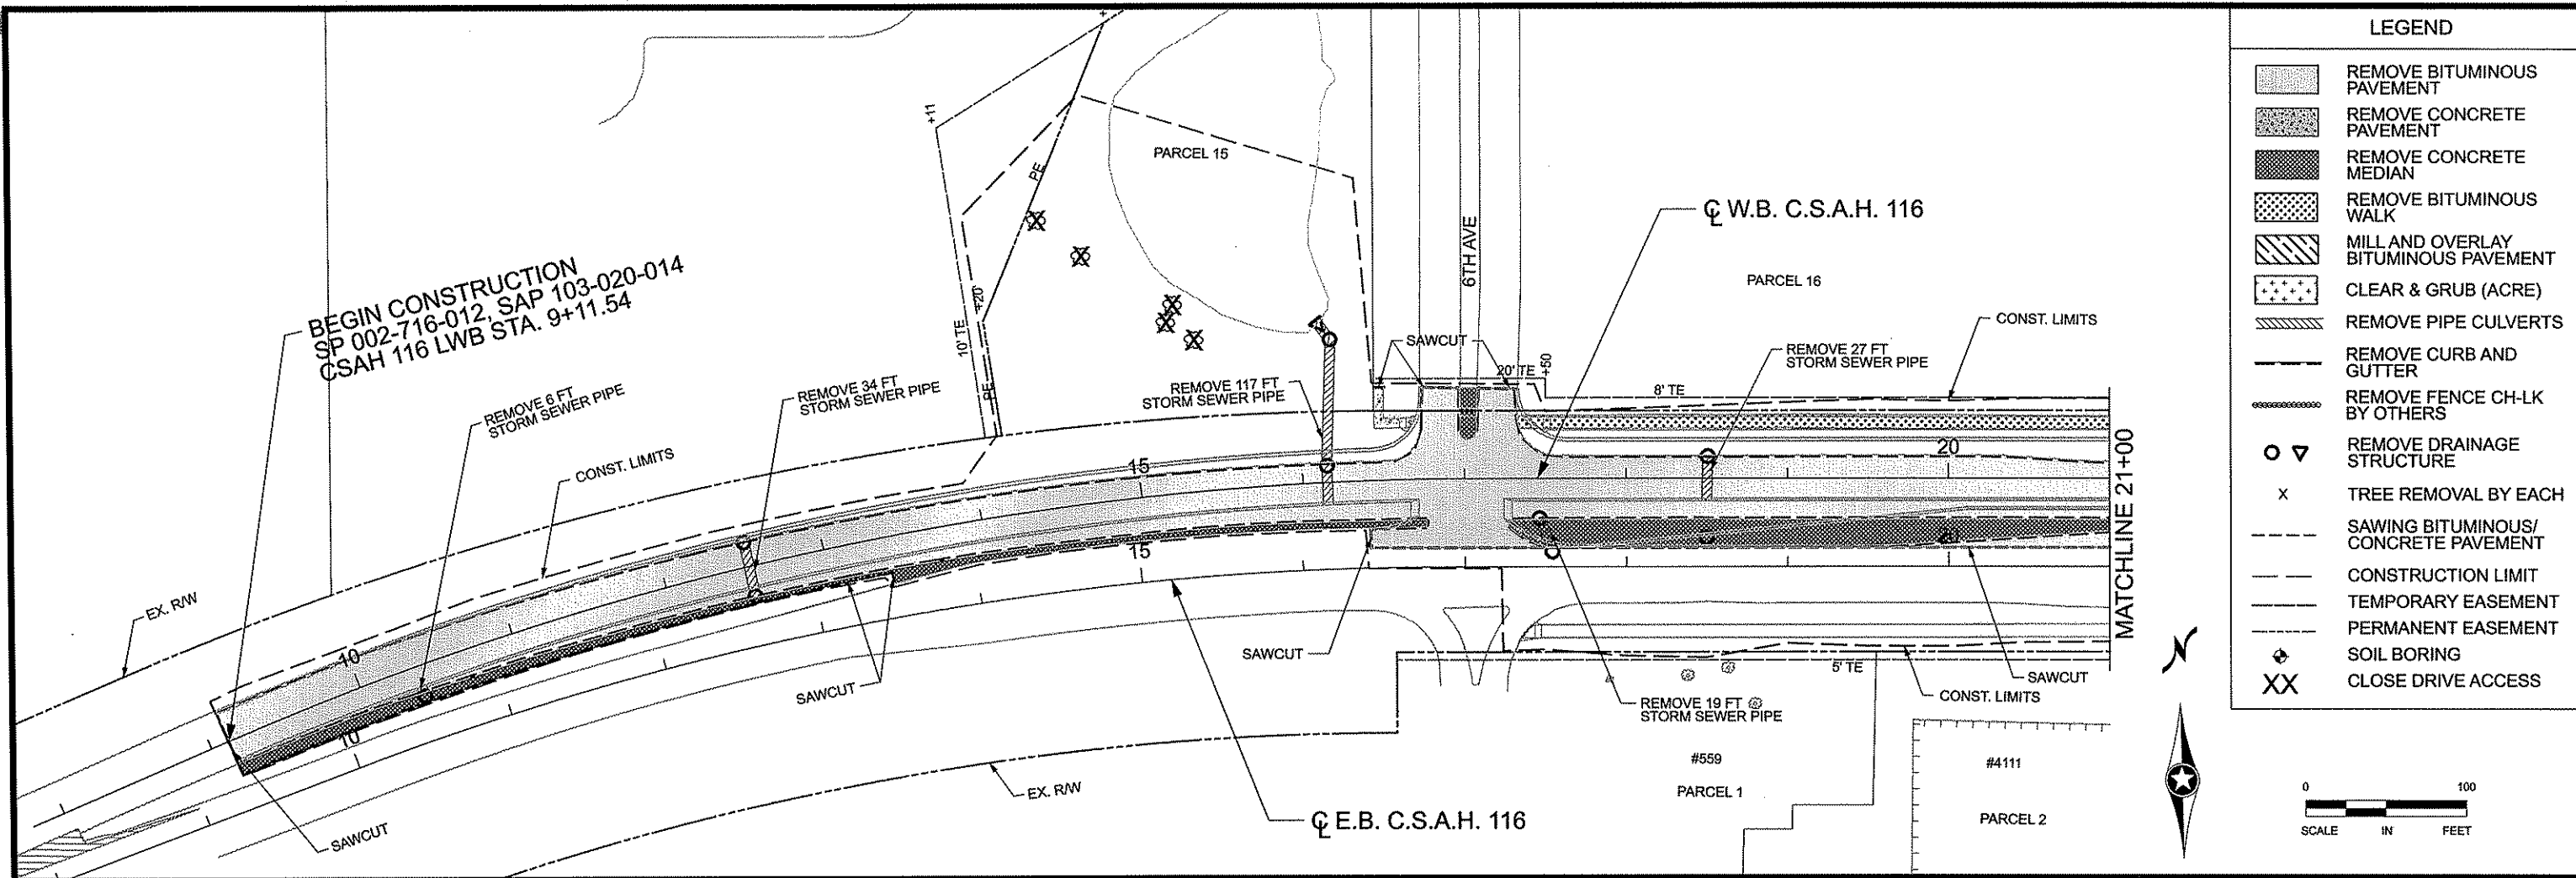 BEGIN CONSTRUCTION
SP 002-716-012, SAP 103-020-014
CSAH 116 LWB STA. 9+11.54
REMOVE 6 FT
STORM SEWER PIPE
CONST. LIMITS
EX. R/W
REMOVE 34 FT
STORM SEWER PIPE
+11
10' TE
+20'
PE
PE
PARCEL 15
REMOVE 117 FT
STORM SEWER PIPE
SAWCUT
6TH AVE
20' TE
+50
8' TE
℄ W.B. C.S.A.H. 116
PARCEL 16
REMOVE 27 FT
STORM SEWER PIPE
CONST. LIMITS
10
15
20
10
15
20
MATCHLINE 21+00
SAWCUT
SAWCUT
SAWCUT
SAWCUT
EX. R/W
℄ E.B. C.S.A.H. 116
REMOVE 19 FT
STORM SEWER PIPE
5' TE
CONST. LIMITS
#559
PARCEL 1
#4111
PARCEL 2
N
LEGEND
REMOVE BITUMINOUS
PAVEMENT
REMOVE CONCRETE
PAVEMENT
REMOVE CONCRETE
MEDIAN
REMOVE BITUMINOUS
WALK
MILL AND OVERLAY
BITUMINOUS PAVEMENT
CLEAR & GRUB (ACRE)
REMOVE PIPE CULVERTS
REMOVE CURB AND
GUTTER
REMOVE FENCE CH-LK
BY OTHERS
REMOVE DRAINAGE
STRUCTURE
X TREE REMOVAL BY EACH
SAWING BITUMINOUS/
CONCRETE PAVEMENT
CONSTRUCTION LIMIT
TEMPORARY EASEMENT
PERMANENT EASEMENT
SOIL BORING
XX CLOSE DRIVE ACCESS
0 100
SCALE IN FEET